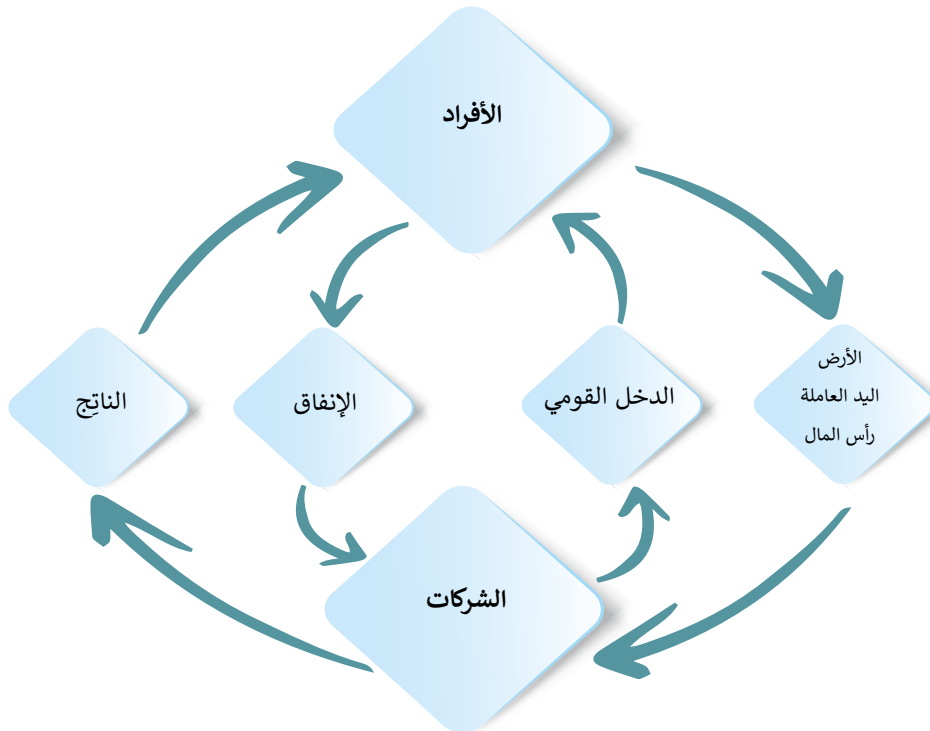 الأفراد
الأرض
اليد العاملة
رأس المال
الدخل القومي
الإنفاق
الناتِج
الشركات